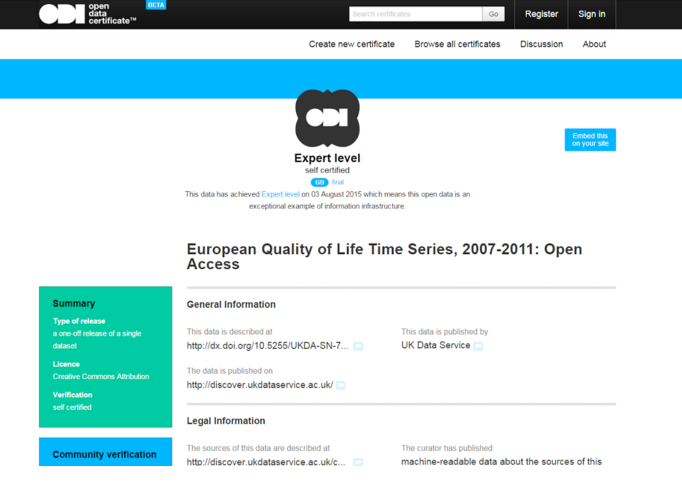 ODI open data certificate™
BETA
Search certificates
Go
Register
Sign in
Create new certificate
Browse all certificates
Discussion
About
ODI
Embed this
on your site
Expert level
self certified
GB final
This data has achieved Expert level on 03 August 2015 which means this open data is an
exceptional example of information infrastructure.
European Quality of Life Time Series, 2007-2011: Open
Access
Summary
Type of release
a one-off release of a single
dataset
Licence
Creative Commons Attribution
Verification
self certified
Community verification
General Information
This data is described at
http://dx.doi.org/10.5255/UKDA-SN-7...
This data is published by
UK Data Service
The data is published on
http://discover.ukdataservice.ac.uk/
Legal Information
The sources of this data are described at
http://discover.ukdataservice.ac.uk/c...
The curator has published
machine-readable data about the sources of this